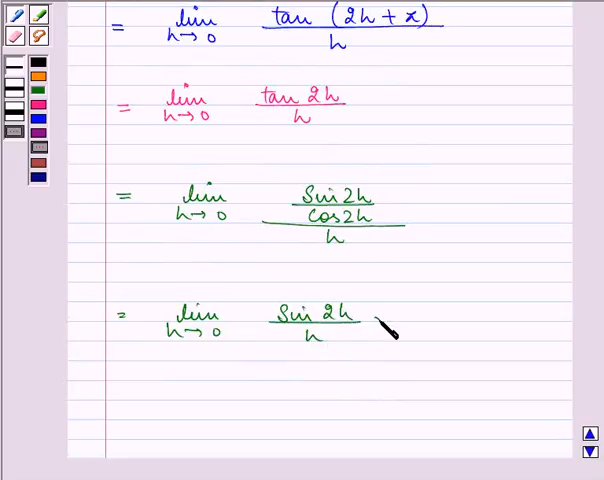 = lim h→0 tan (2h + x) / h
= lim h→0 tan 2h / h
= lim h→0 sin 2h / cos 2h / h
= lim h→0 sin 2h / h